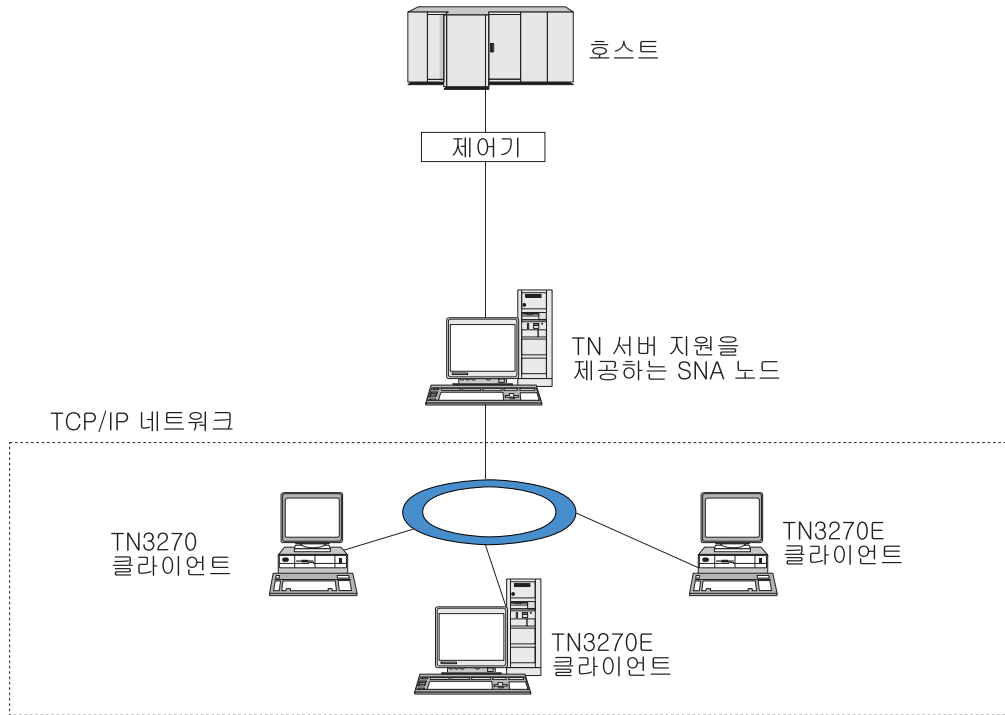 호스트
제어기
TN 서버 지원을
제공하는 SNA 노드
TCP/IP 네트워크
TN3270
클라이언트
TN3270E
클라이언트
TN3270E
클라이언트